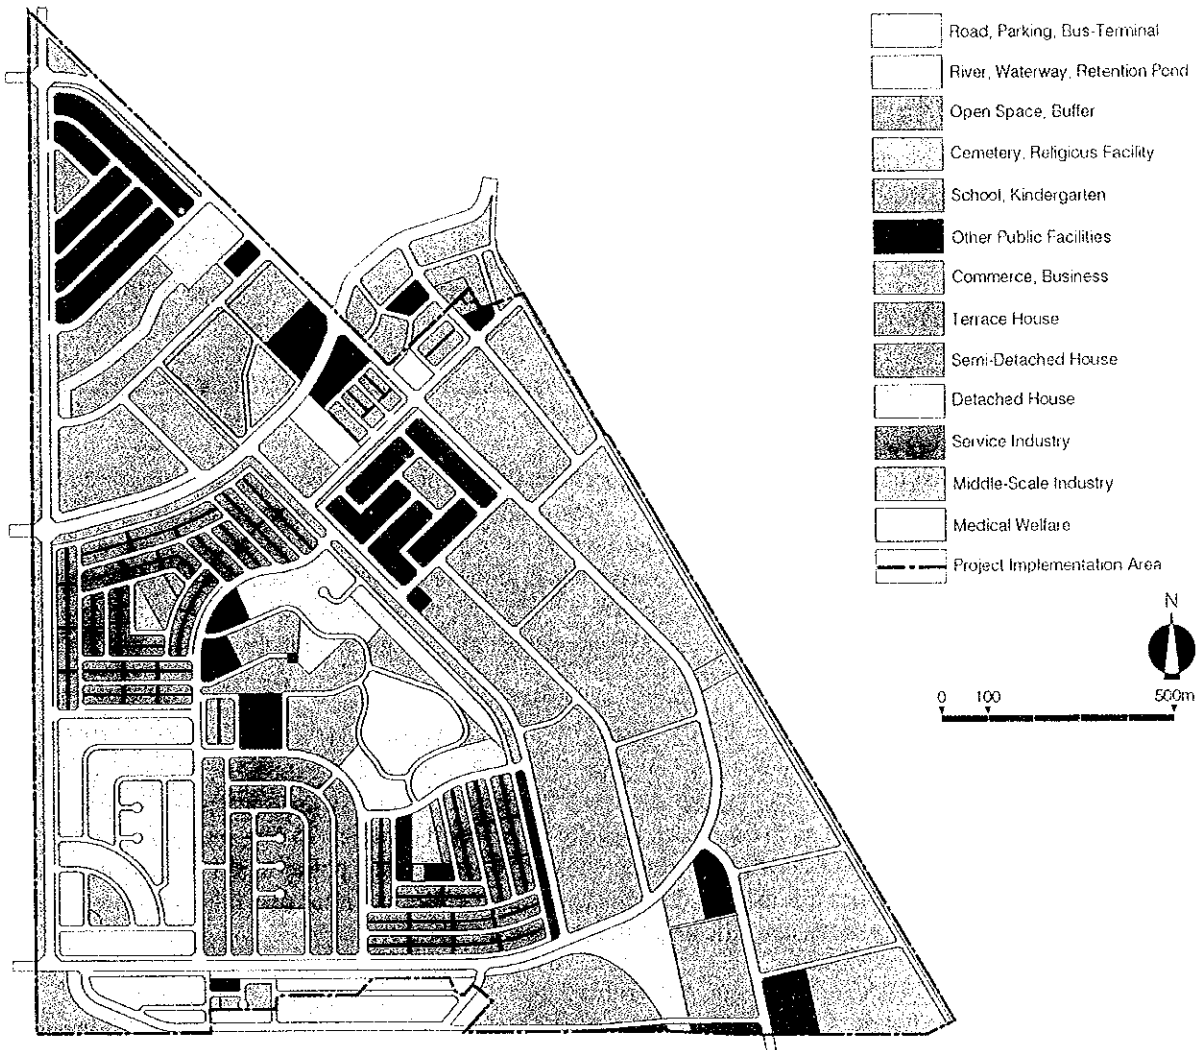 Road, Parking, Bus-Terminal
River, Waterway, Retention Pond
Open Space, Buffer
Cemetery, Religious Facility
School, Kindergarten
Other Public Facilities
Commerce, Business
Terrace House
Semi-Detached House
Detached House
Service Industry
Middle-Scale Industry
Medical Welfare
Project Implementation Area
N
0 100 500m